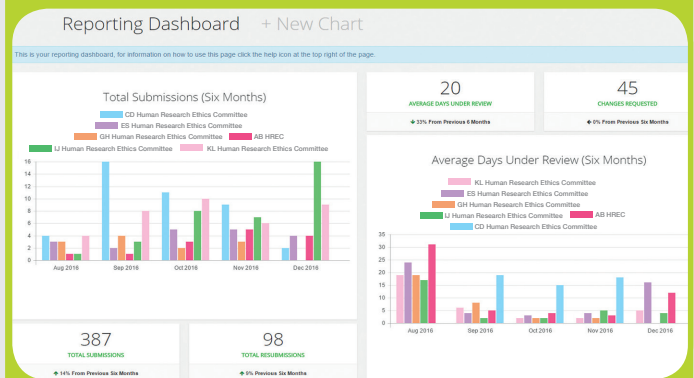 Reporting Dashboard + New Chart
This is your reporting dashboard, for information on how to use this page click the help icon at the top right of the page.
Total Submissions (Six Months)
CD Human Research Ethics Committee
ES Human Research Ethics Committee
GH Human Research Ethics Committee AB HREC
IJ Human Research Ethics Committee KL Human Research Ethics Committee
16
14
12
10
8
6
4
2
0
Aug 2016 Sep 2016 Oct 2016 Nov 2016 Dec 2016
387
TOTAL SUBMISSIONS
14% From Previous Six Months
98
TOTAL RESUBMISSIONS
9% From Previous Six Months
20
AVERAGE DAYS UNDER REVIEW
33% From Previous 6 Months
45
CHANGES REQUESTED
0% From Previous Six Months
Average Days Under Review (Six Months)
KL Human Research Ethics Committee
ES Human Research Ethics Committee
GH Human Research Ethics Committee
IJ Human Research Ethics Committee AB HREC
CD Human Research Ethics Committee
35
30
25
20
15
10
5
0
Aug 2016 Sep 2016 Oct 2016 Nov 2016 Dec 2016